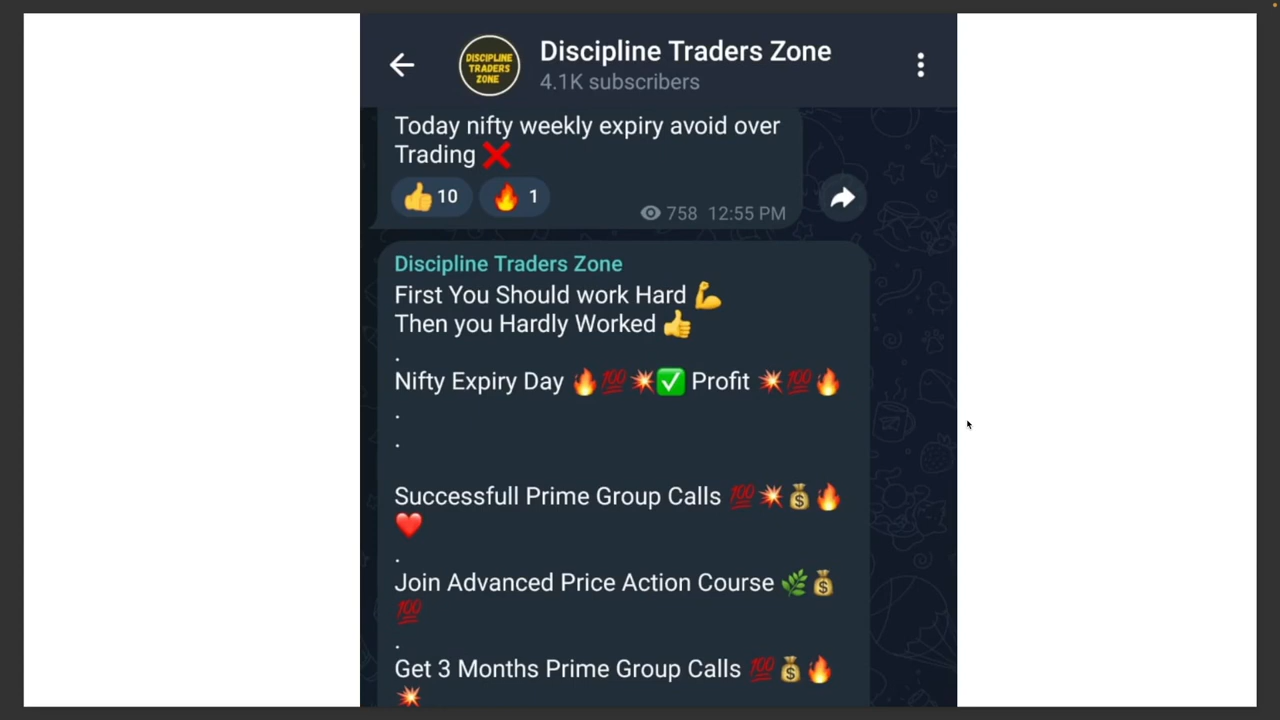 DISCIPLINE
TRADERS
ZONE
Discipline Traders Zone
4.1K subscribers
Today nifty weekly expiry avoid over
Trading ❌
👍 10 🔥 1
758 12:55 PM
Discipline Traders Zone
First You Should work Hard 💪
Then you Hardly Worked 👍
.
Nifty Expiry Day 🔥💯💥✅ Profit 💥💯🔥
.
.
Successfull Prime Group Calls 💯💥💰🔥
❤️
.
Join Advanced Price Action Course 🌿💰
💯
.
Get 3 Months Prime Group Calls 💯💰🔥
💥